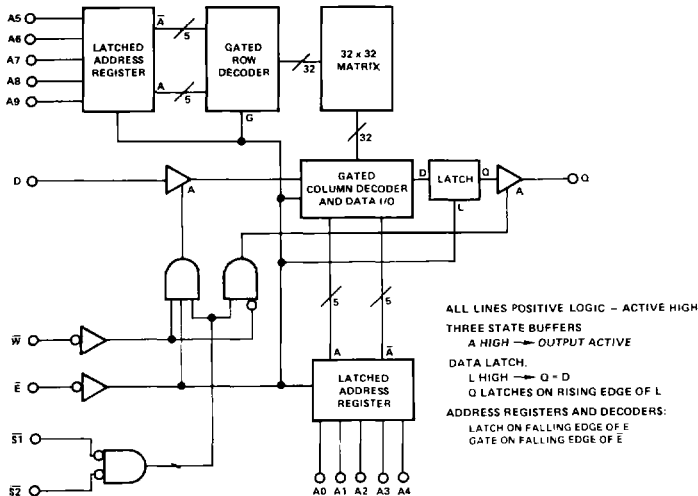 A5
A6
A7
A8
A9
LATCHED
ADDRESS
REGISTER
A̅
5
A
5
GATED
ROW
DECODER
G
32
32 x 32
MATRIX
32
D
A
GATED
COLUMN DECODER
AND DATA I/O
D
LATCH
Q
L
A
Q
5
5
A
A̅
W̅
E̅
S̅1̅
S̅2̅
LATCHED
ADDRESS
REGISTER
A0 A1 A2 A3 A4
ALL LINES POSITIVE LOGIC – ACTIVE HIGH
THREE STATE BUFFERS
A HIGH → OUTPUT ACTIVE
DATA LATCH.
L HIGH → Q = D
Q LATCHES ON RISING EDGE OF L
ADDRESS REGISTERS AND DECODERS:
LATCH ON FALLING EDGE OF E
GATE ON FALLING EDGE OF E̅